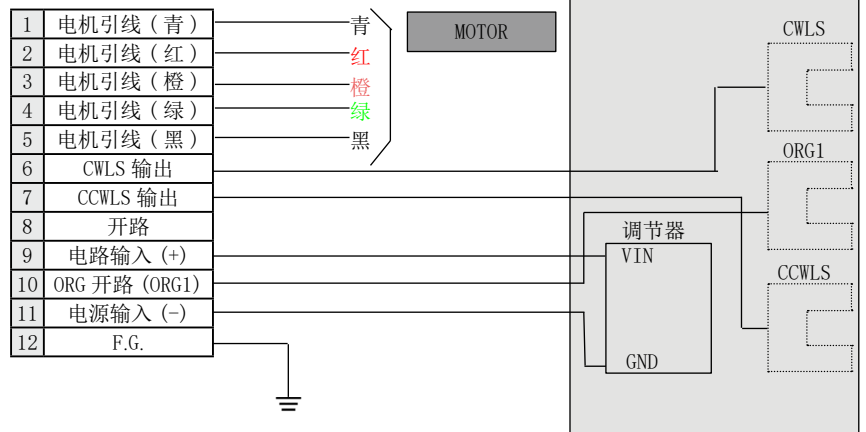 1 电机引线(青) 青 MOTOR CWLS
2 电机引线(红) 红
3 电机引线(橙) 橙
4 电机引线(绿) 绿
5 电机引线(黑) 黑
6 CWLS 输出 ORG1
7 CCWLS 输出
8 开路 调节器
9 电路输入 (+) VIN
10 ORG 开路 (ORG1) CCWLS
11 电源输入 (-)
12 F.G. GND